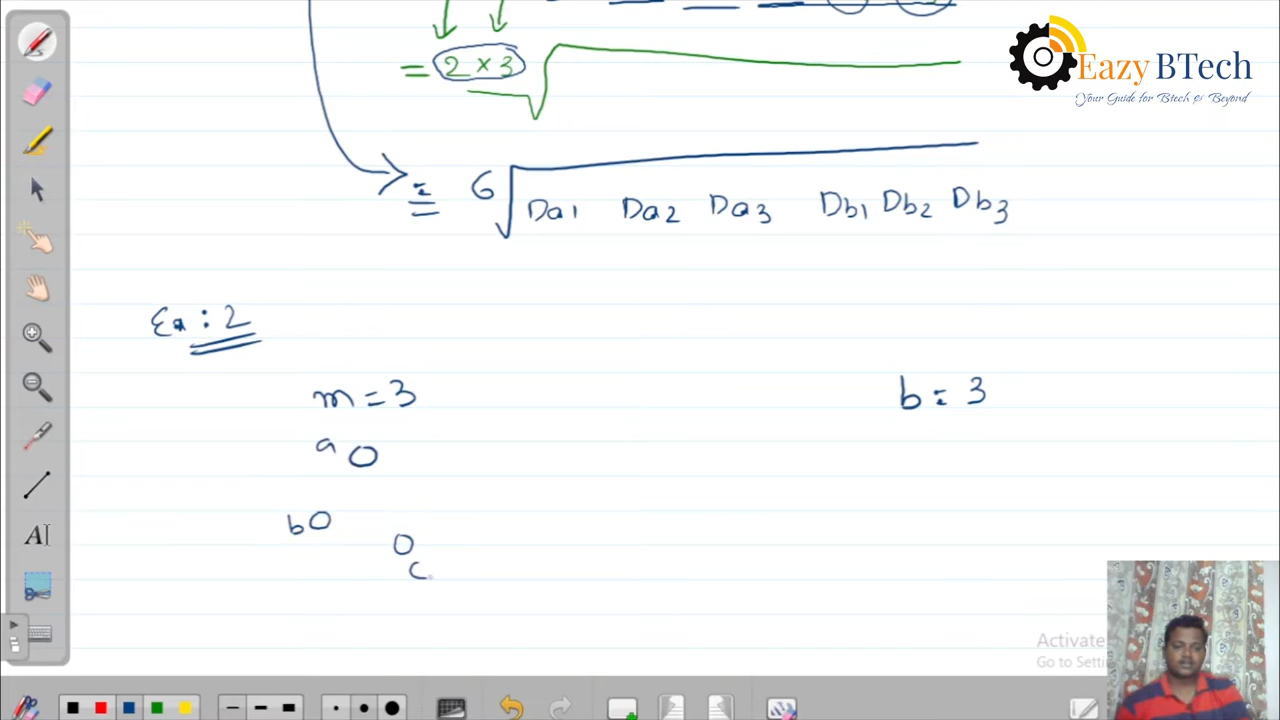 = 2 × 3 √
Eazy BTech
Your Guide for Btech & Beyond
= 6√ Da1 Da2 Da3 Db1 Db2 Db3
Ex : 2
m = 3 b = 3
a O
b O
O
c
A
Activate
Go to Setti